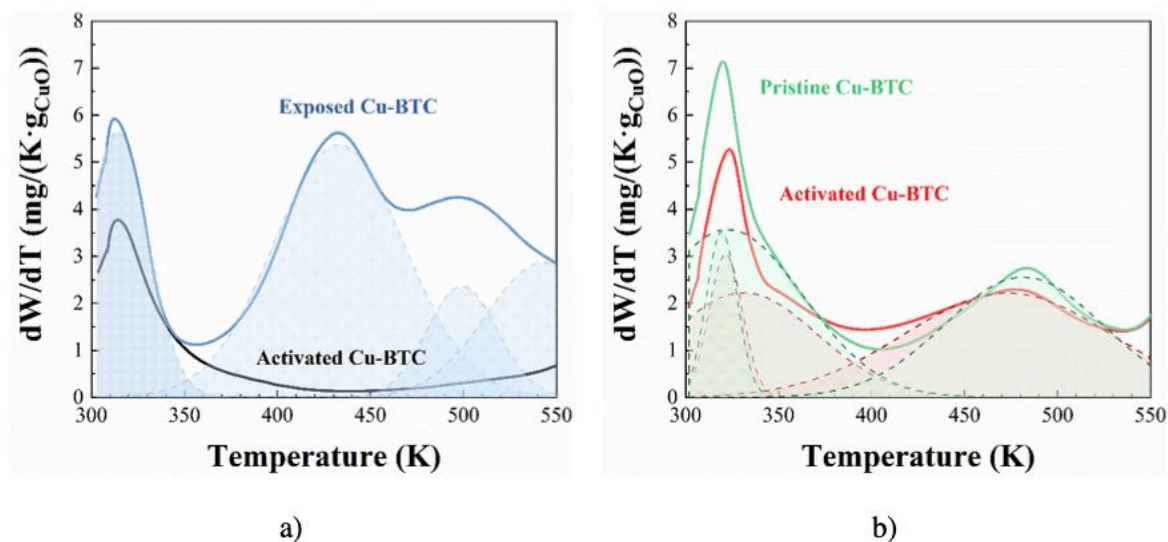 8
7
6
5
4
3
2
1
0
dW/dT (mg/(K·g_CuO))
Exposed Cu-BTC
Activated Cu-BTC
300 350 400 450 500 550
Temperature (K)
a)
8
7
6
5
4
3
2
1
0
dW/dT (mg/(K·g_CuO))
Pristine Cu-BTC
Activated Cu-BTC
300 350 400 450 500 550
Temperature (K)
b)